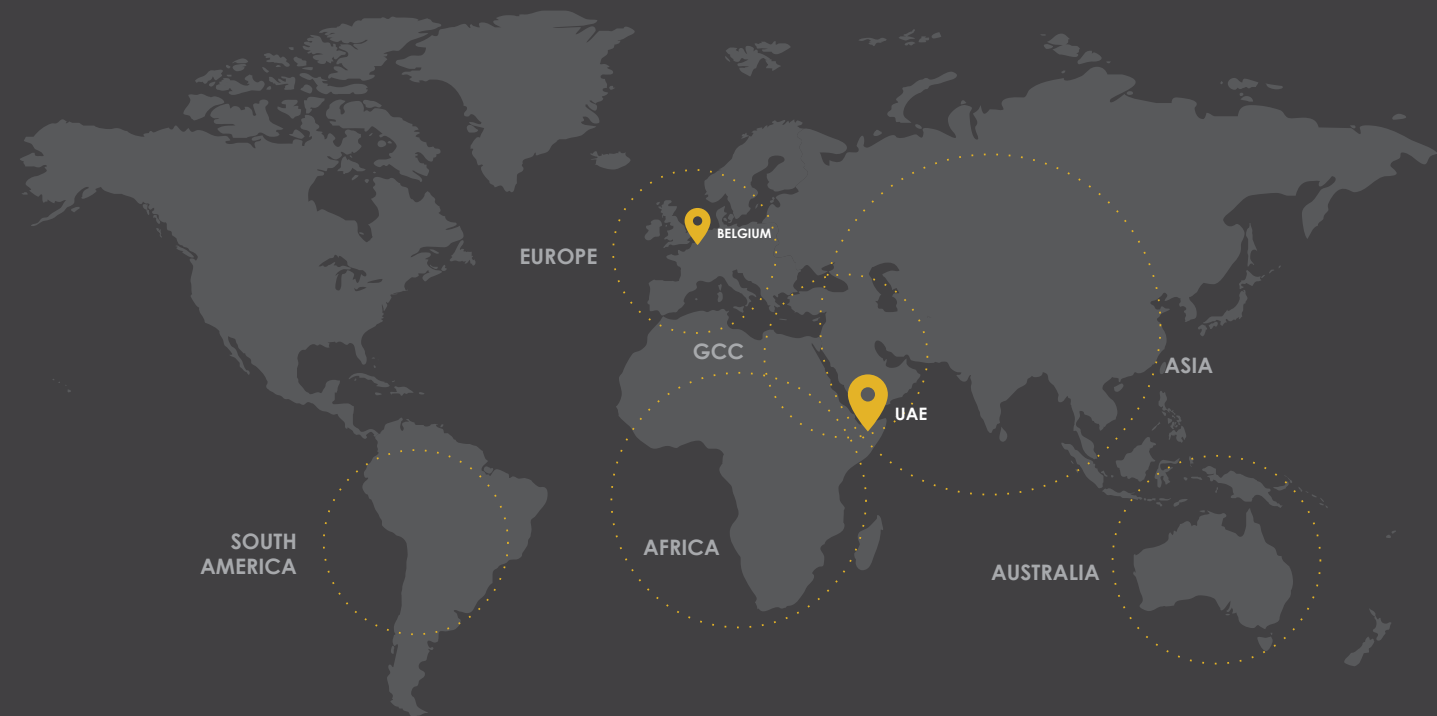 BELGIUM
EUROPE
GCC
ASIA
UAE
SOUTH
AMERICA
AFRICA
AUSTRALIA